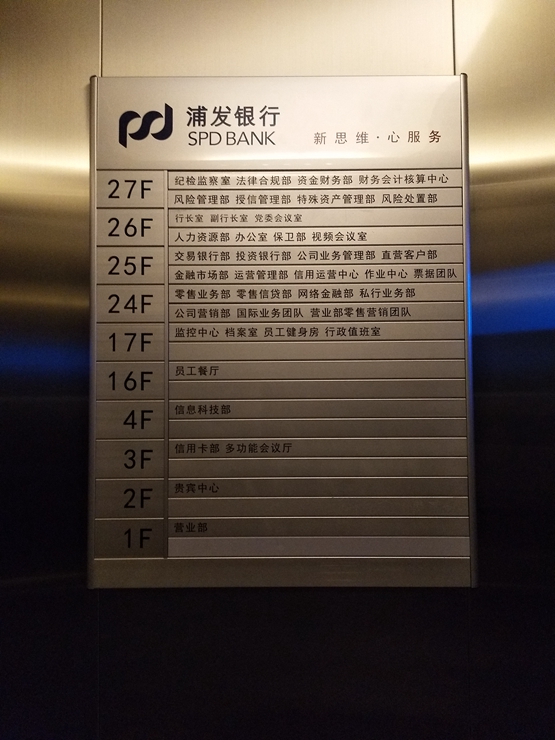 浦发银行
SPD BANK
新思维·心服务
27F
纪检监察室 法律合规部 资金财务部 财务会计核算中心
风险管理部 授信管理部 特殊资产管理部 风险处置部
26F
行长室 副行长室 党委会议室
人力资源部 办公室 保卫部 视频会议室
25F
交易银行部 投资银行部 公司业务管理部 直营客户部
金融市场部 运营管理部 信用运营中心 作业中心 票据团队
24F
零售业务部 零售信贷部 网络金融部 私行业务部
公司营销部 国际业务团队 营业部零售营销团队
17F
监控中心 档案室 员工健身房 行政值班室
16F
员工餐厅
4F
信息科技部
3F
信用卡部 多功能会议厅
2F
贵宾中心
1F
营业部